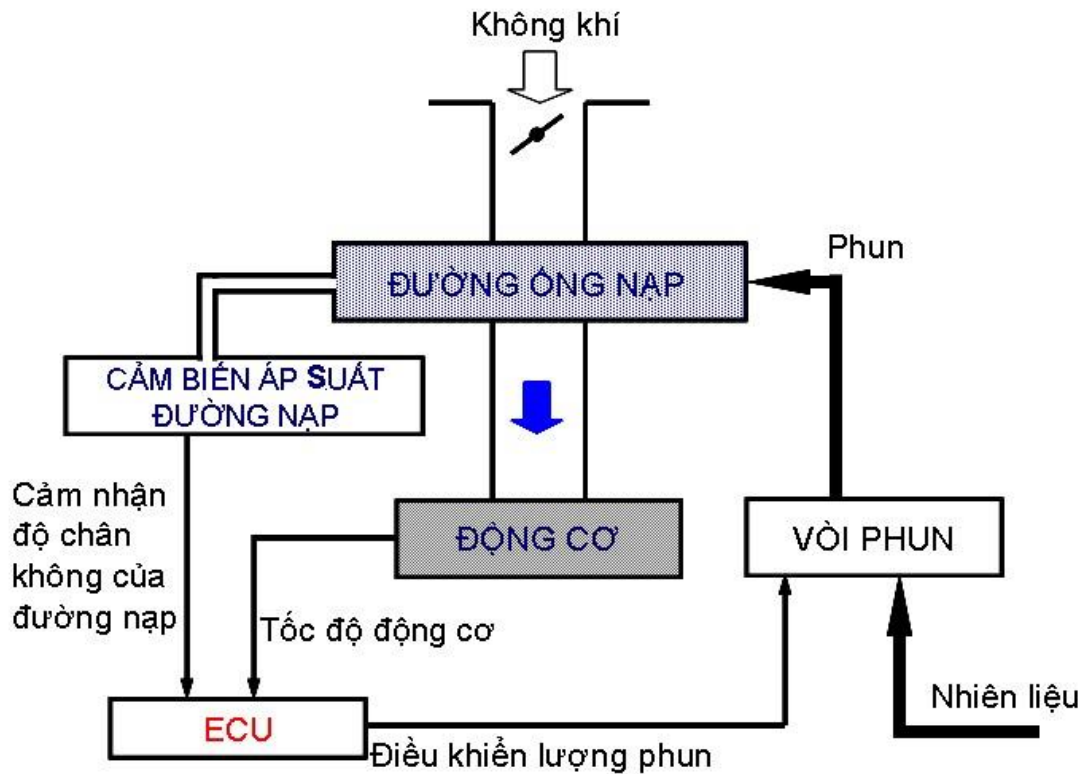 Không khí
Phun
ĐƯỜNG ỐNG NẠP
CẢM BIẾN ÁP SUẤT
ĐƯỜNG NẠP
Cảm nhận
độ chân
không của
đường nạp
ĐỘNG CƠ
VÒI PHUN
Tốc độ động cơ
Nhiên liệu
ECU
Điều khiển lượng phun